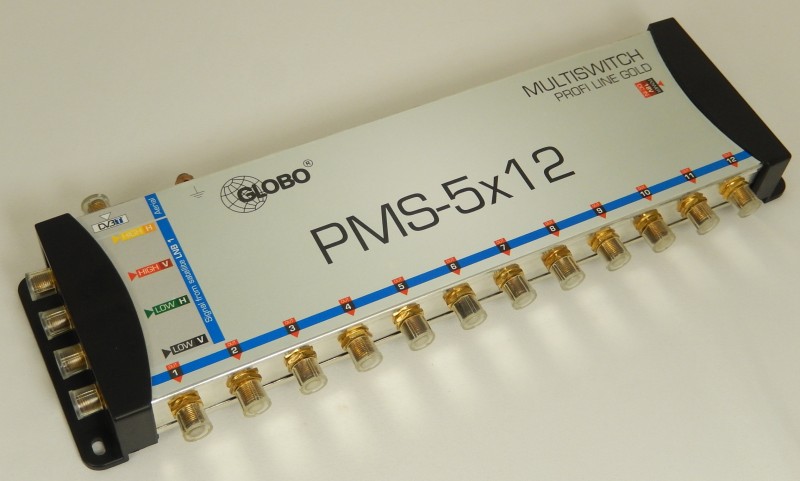 MULTISWITCH
PROFI LINE GOLD
GLOBO®
PMS-5x12
DVB-T
Aerial
HIGH H
HIGH V
LOW H
LOW V
Signal from satellite LNB 1
1
2
3
4
5
6
7
8
9
10
11
12